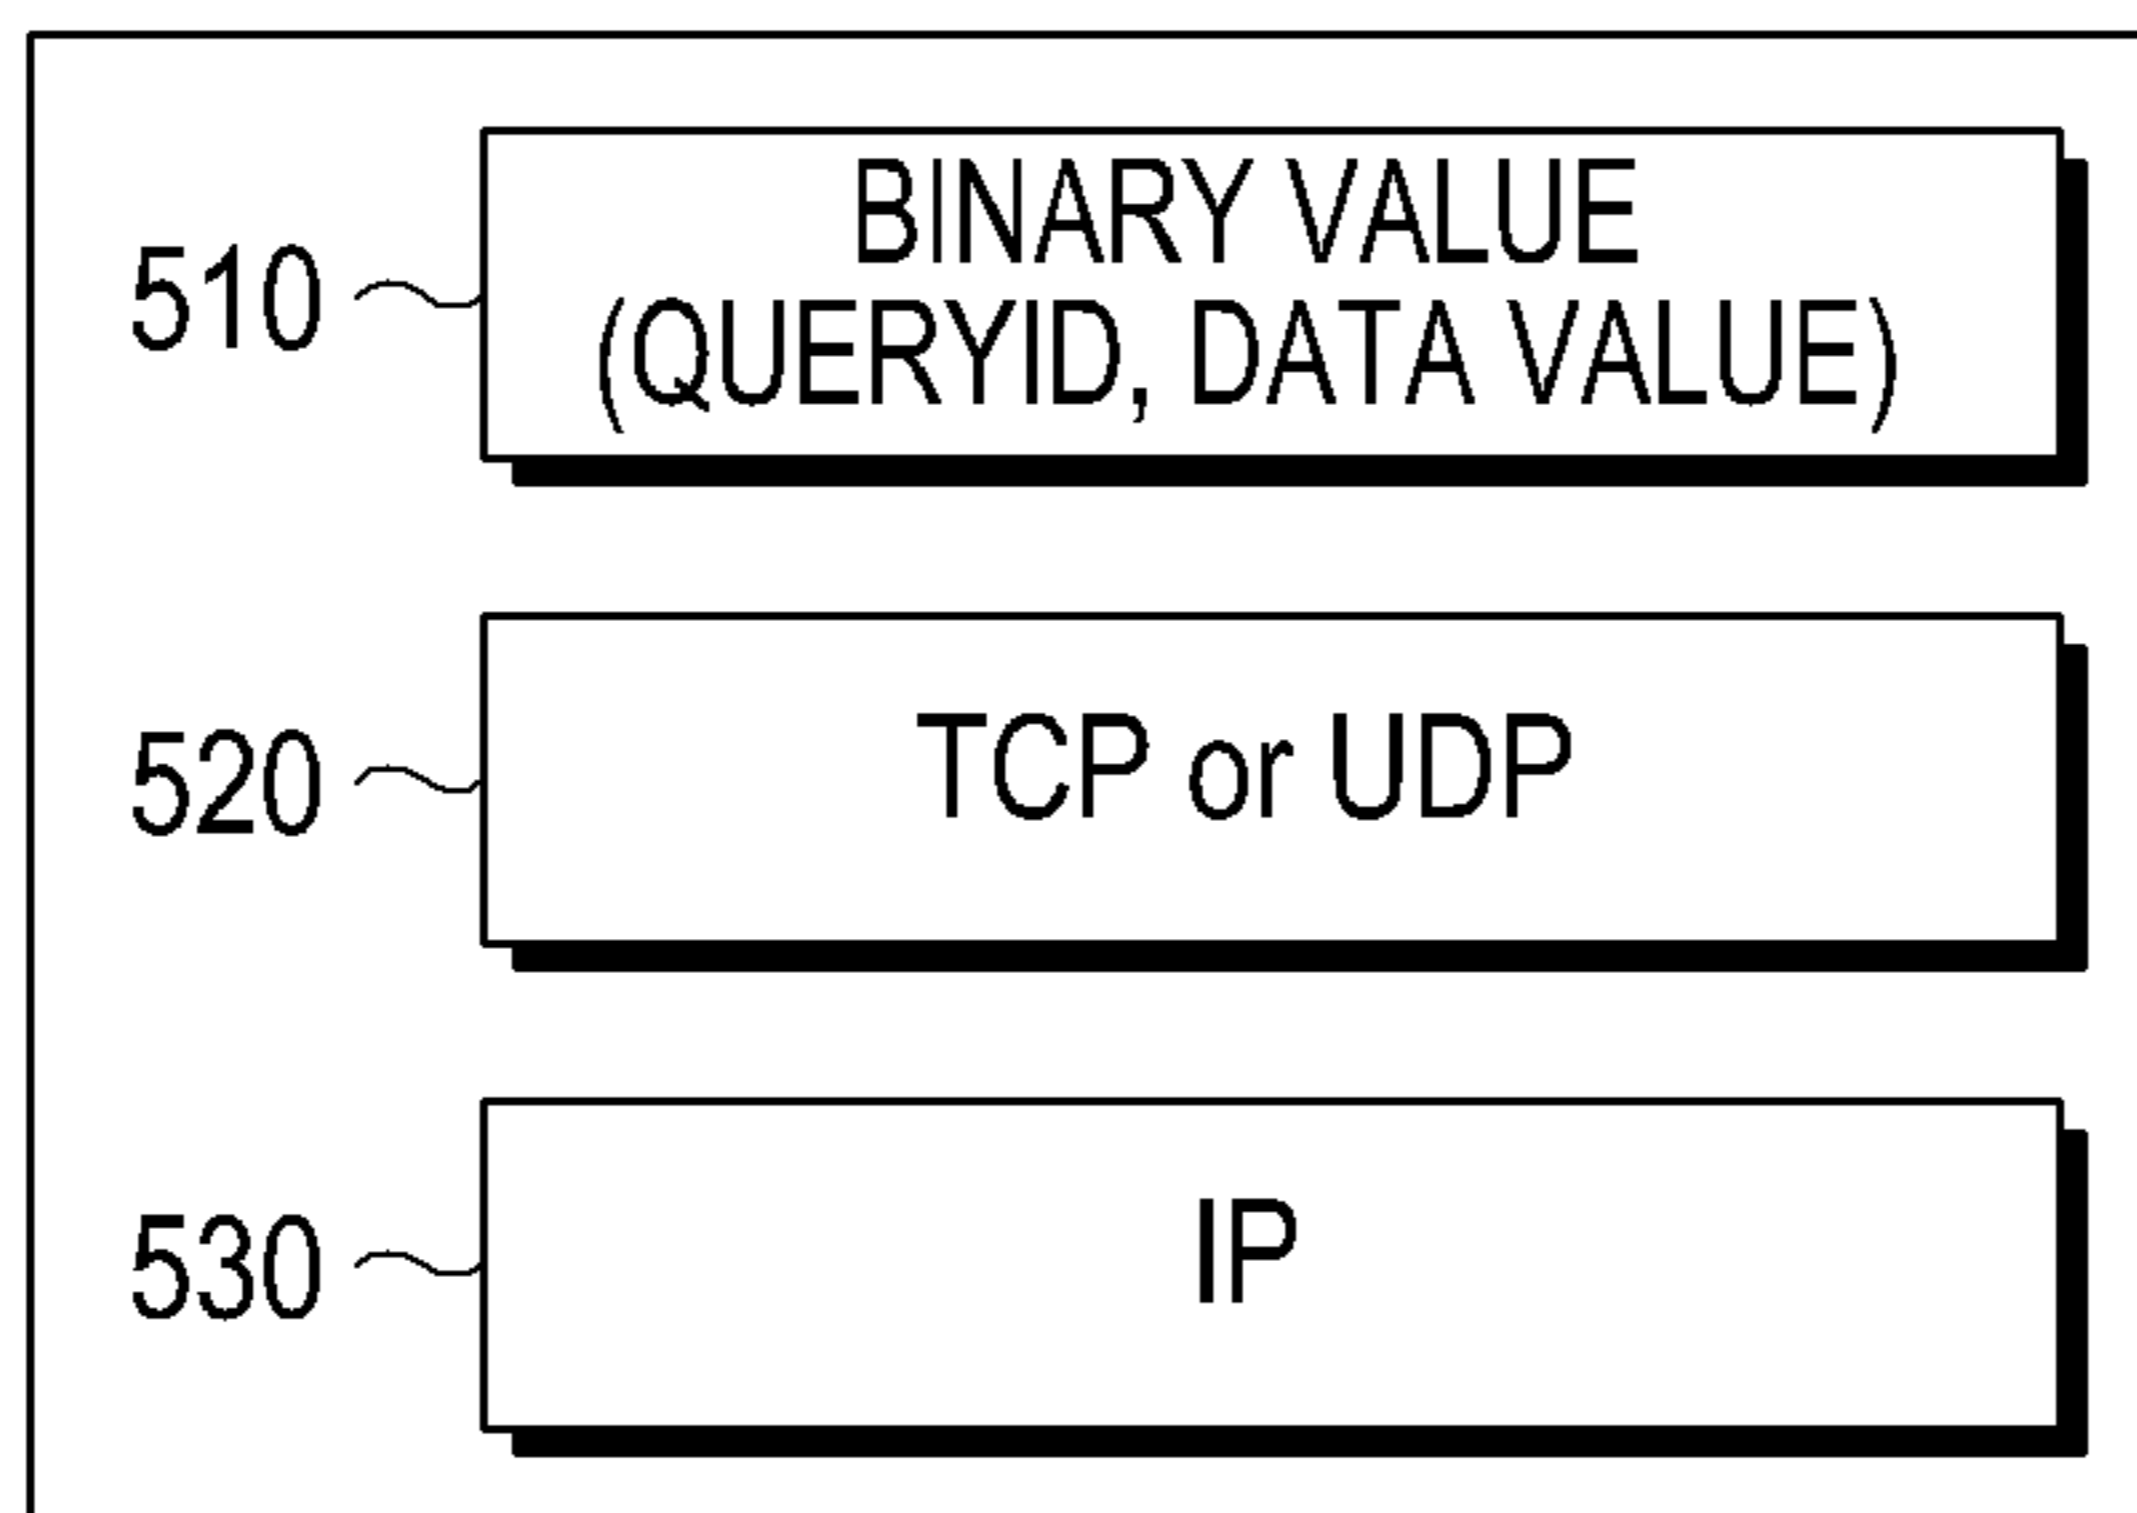 510
BINARY VALUE
(QUERYID, DATA VALUE)
520
TCP or UDP
530
IP